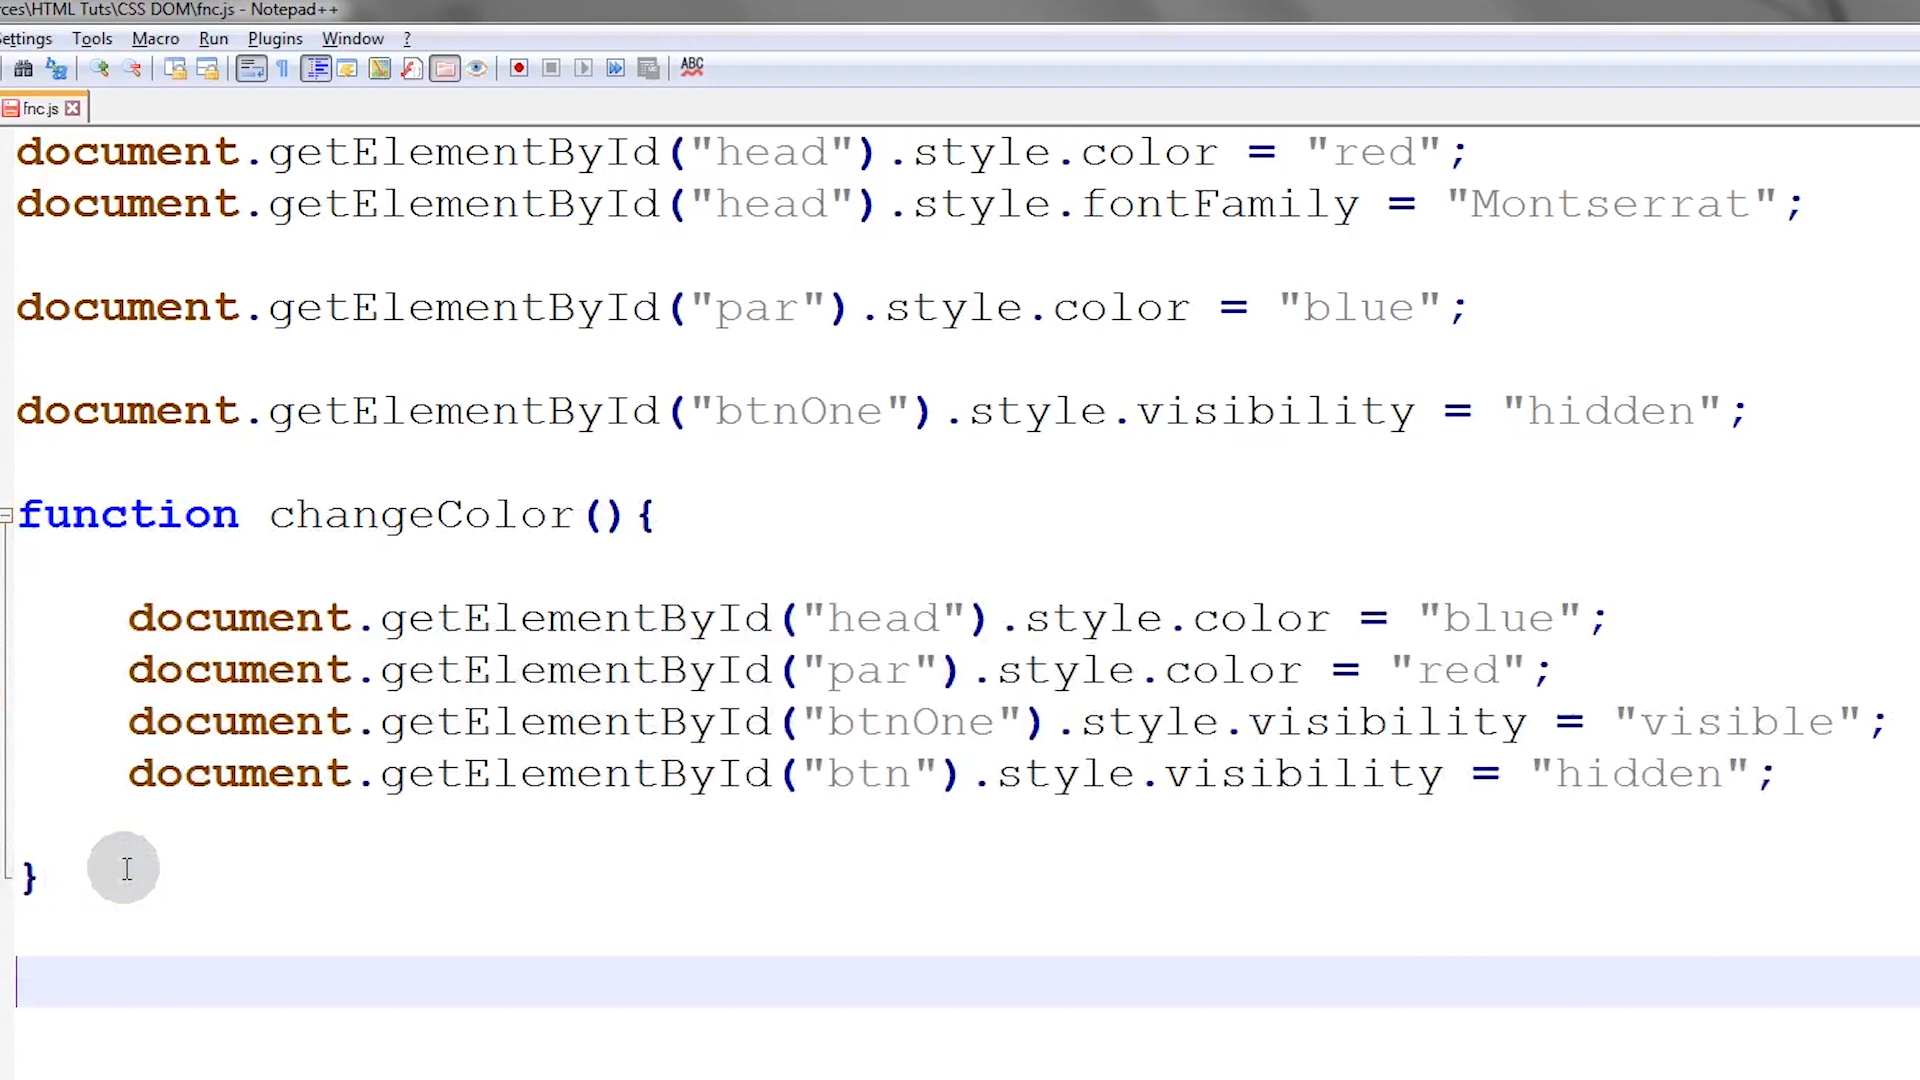 rces\HTML Tuts\CSS DOM\fnc.js - Notepad++
Settings Tools Macro Run Plugins Window ?
ABC
fnc.js
document.getElementById("head").style.color = "red";
document.getElementById("head").style.fontFamily = "Montserrat";
document.getElementById("par").style.color = "blue";
document.getElementById("btnOne").style.visibility = "hidden";
function changeColor(){
document.getElementById("head").style.color = "blue";
document.getElementById("par").style.color = "red";
document.getElementById("btnOne").style.visibility = "visible";
document.getElementById("btn").style.visibility = "hidden";
}